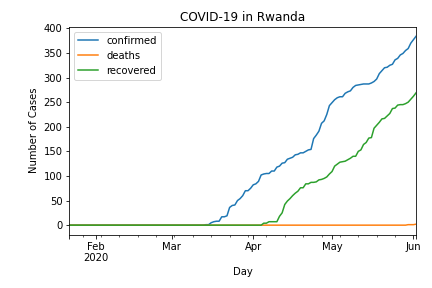 COVID-19 in Rwanda
400
350
300
250
200
150
100
50
0
Number of Cases
confirmed
deaths
recovered
Feb Mar Apr May Jun
2020
Day